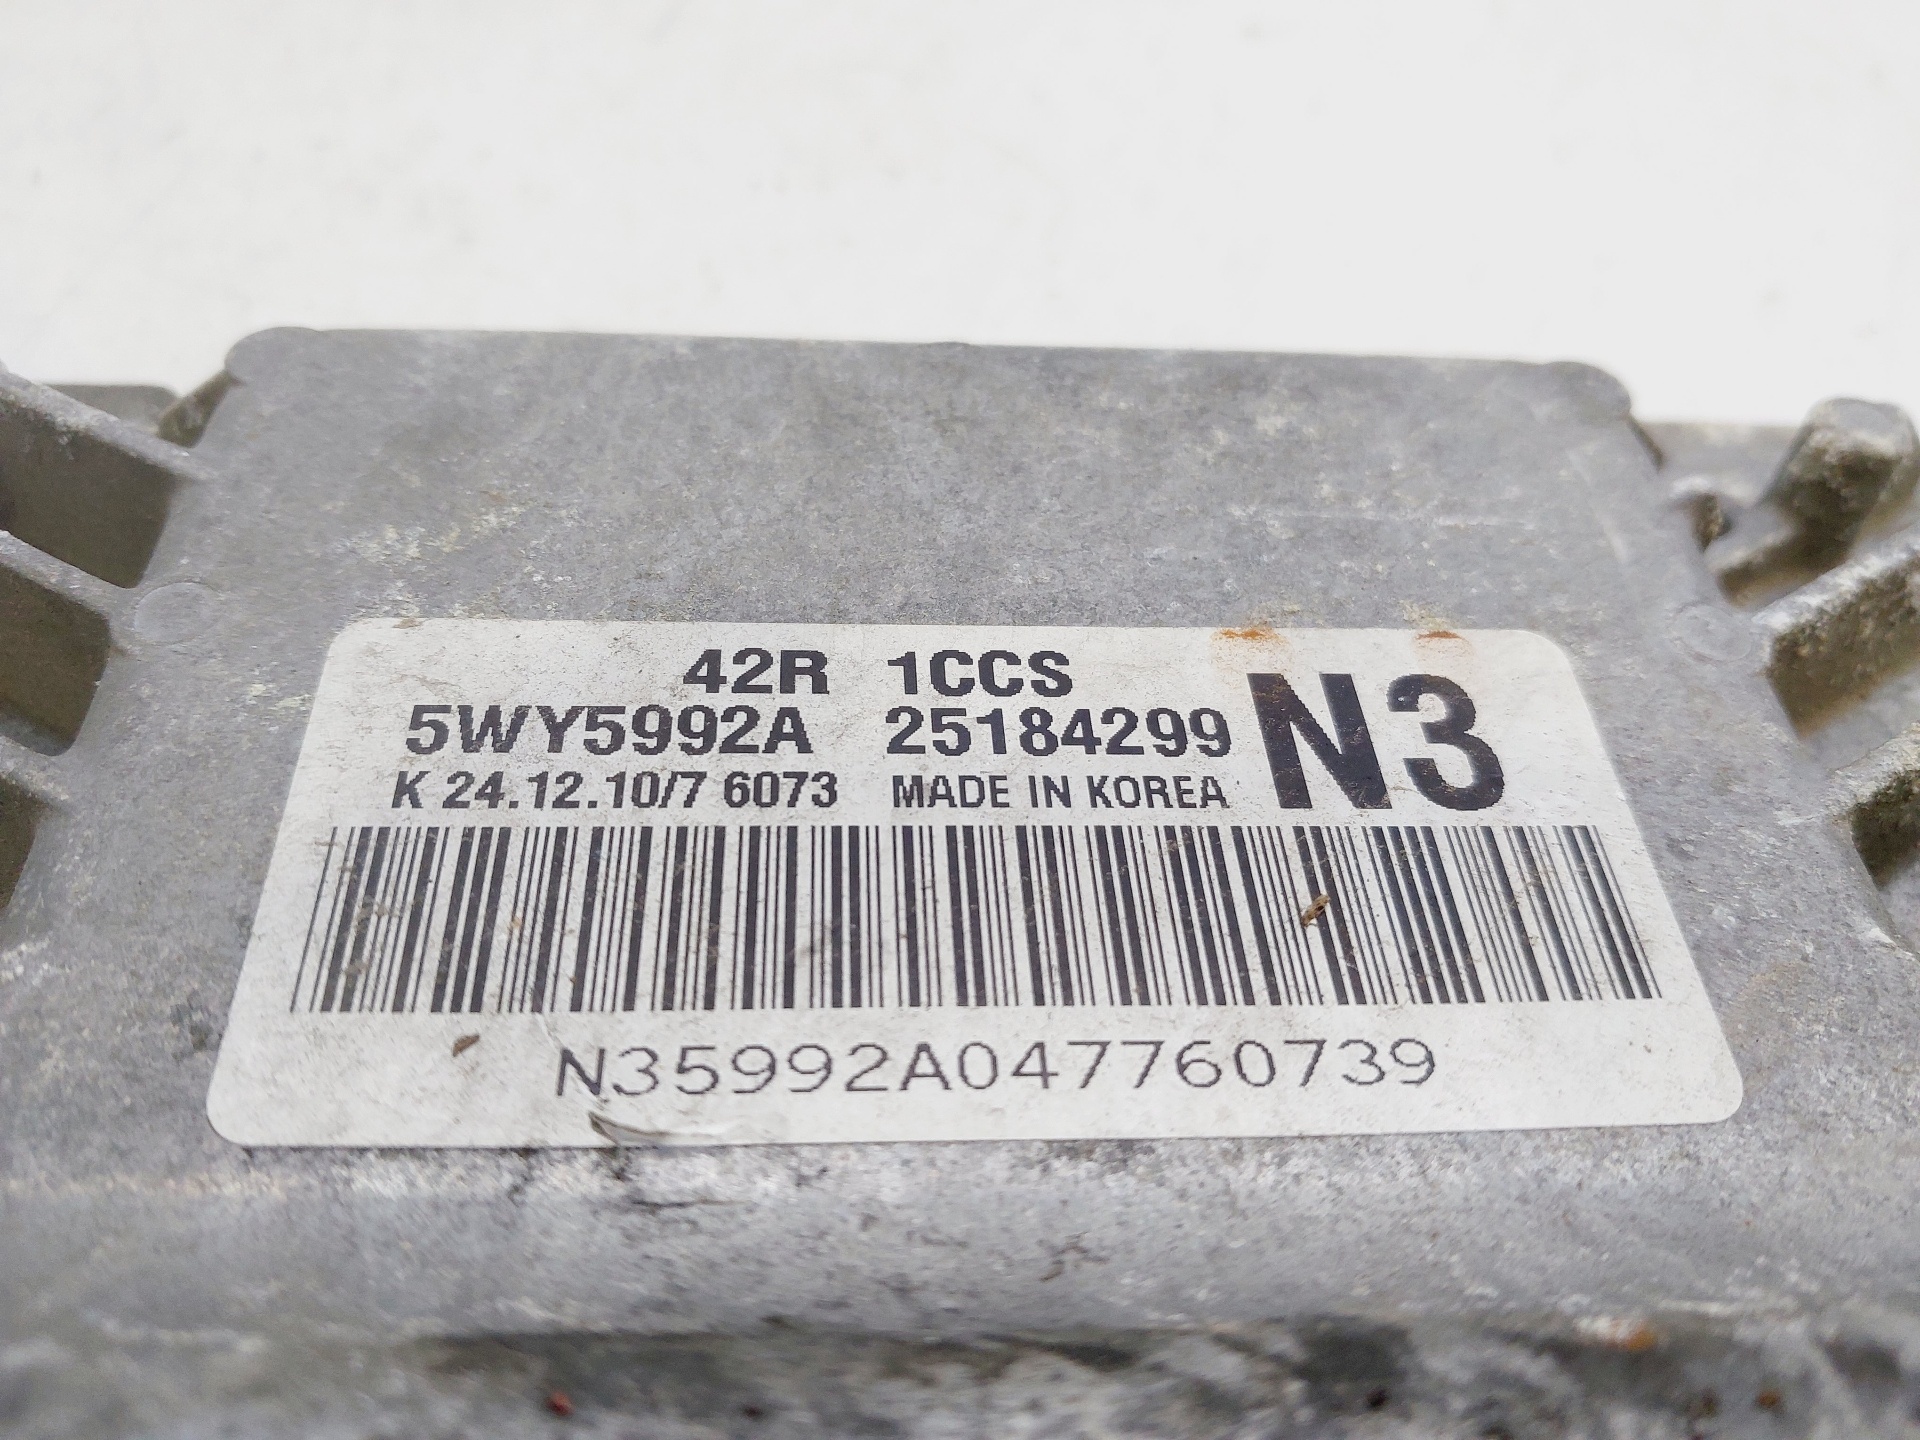 42R 1CCS
5WY5992A 25184299 N3
K 24.12.10/7 6073 MADE IN KOREA
N35992A047760739